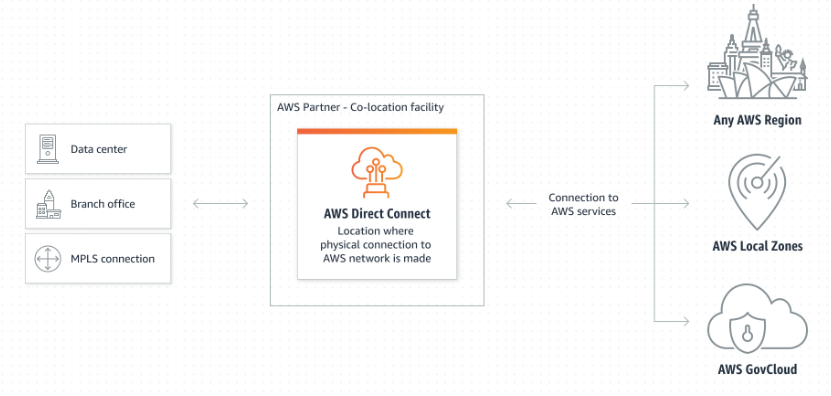 Data center
Branch office
MPLS connection
AWS Partner - Co-location facility
AWS Direct Connect
Location where
physical connection to
AWS network is made
Connection to
AWS services
Any AWS Region
AWS Local Zones
AWS GovCloud